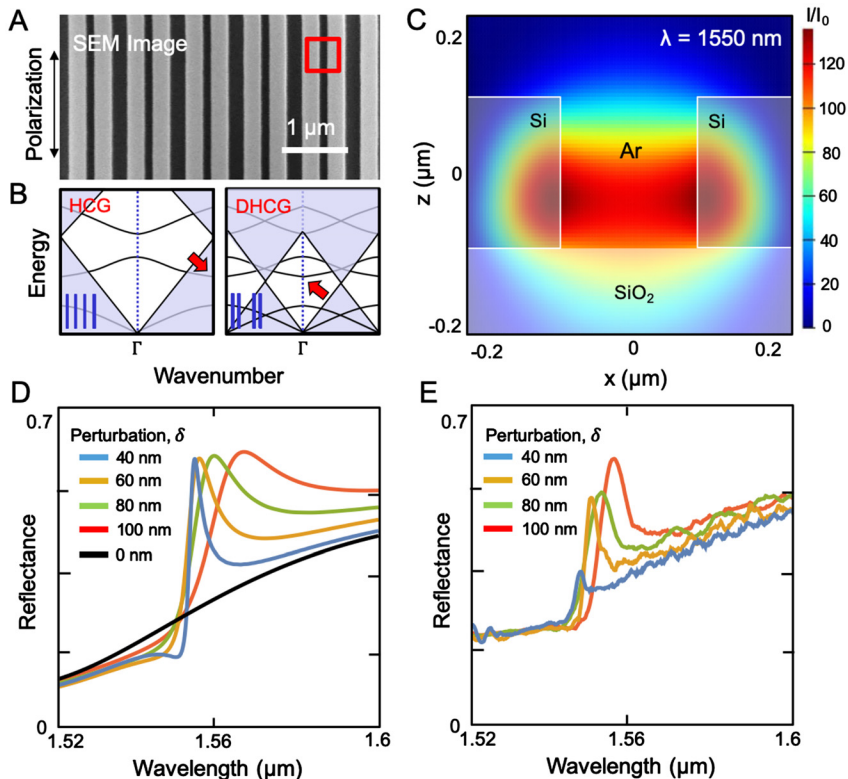 A
SEM Image
Polarization
1 μm
B
HCG
DHCG
Energy
Γ
Γ
Wavenumber
C
λ = 1550 nm
I/I₀
Si
Si
Ar
SiO₂
0.2
0
-0.2
z (μm)
-0.2
0
0.2
x (μm)
120
100
80
60
40
20
0
D
0.7
Perturbation, δ
40 nm
60 nm
80 nm
100 nm
0 nm
Reflectance
0
1.52
1.56
1.6
Wavelength (μm)
E
0.7
Perturbation, δ
40 nm
60 nm
80 nm
100 nm
Reflectance
0
1.52
1.56
1.6
Wavelength (μm)